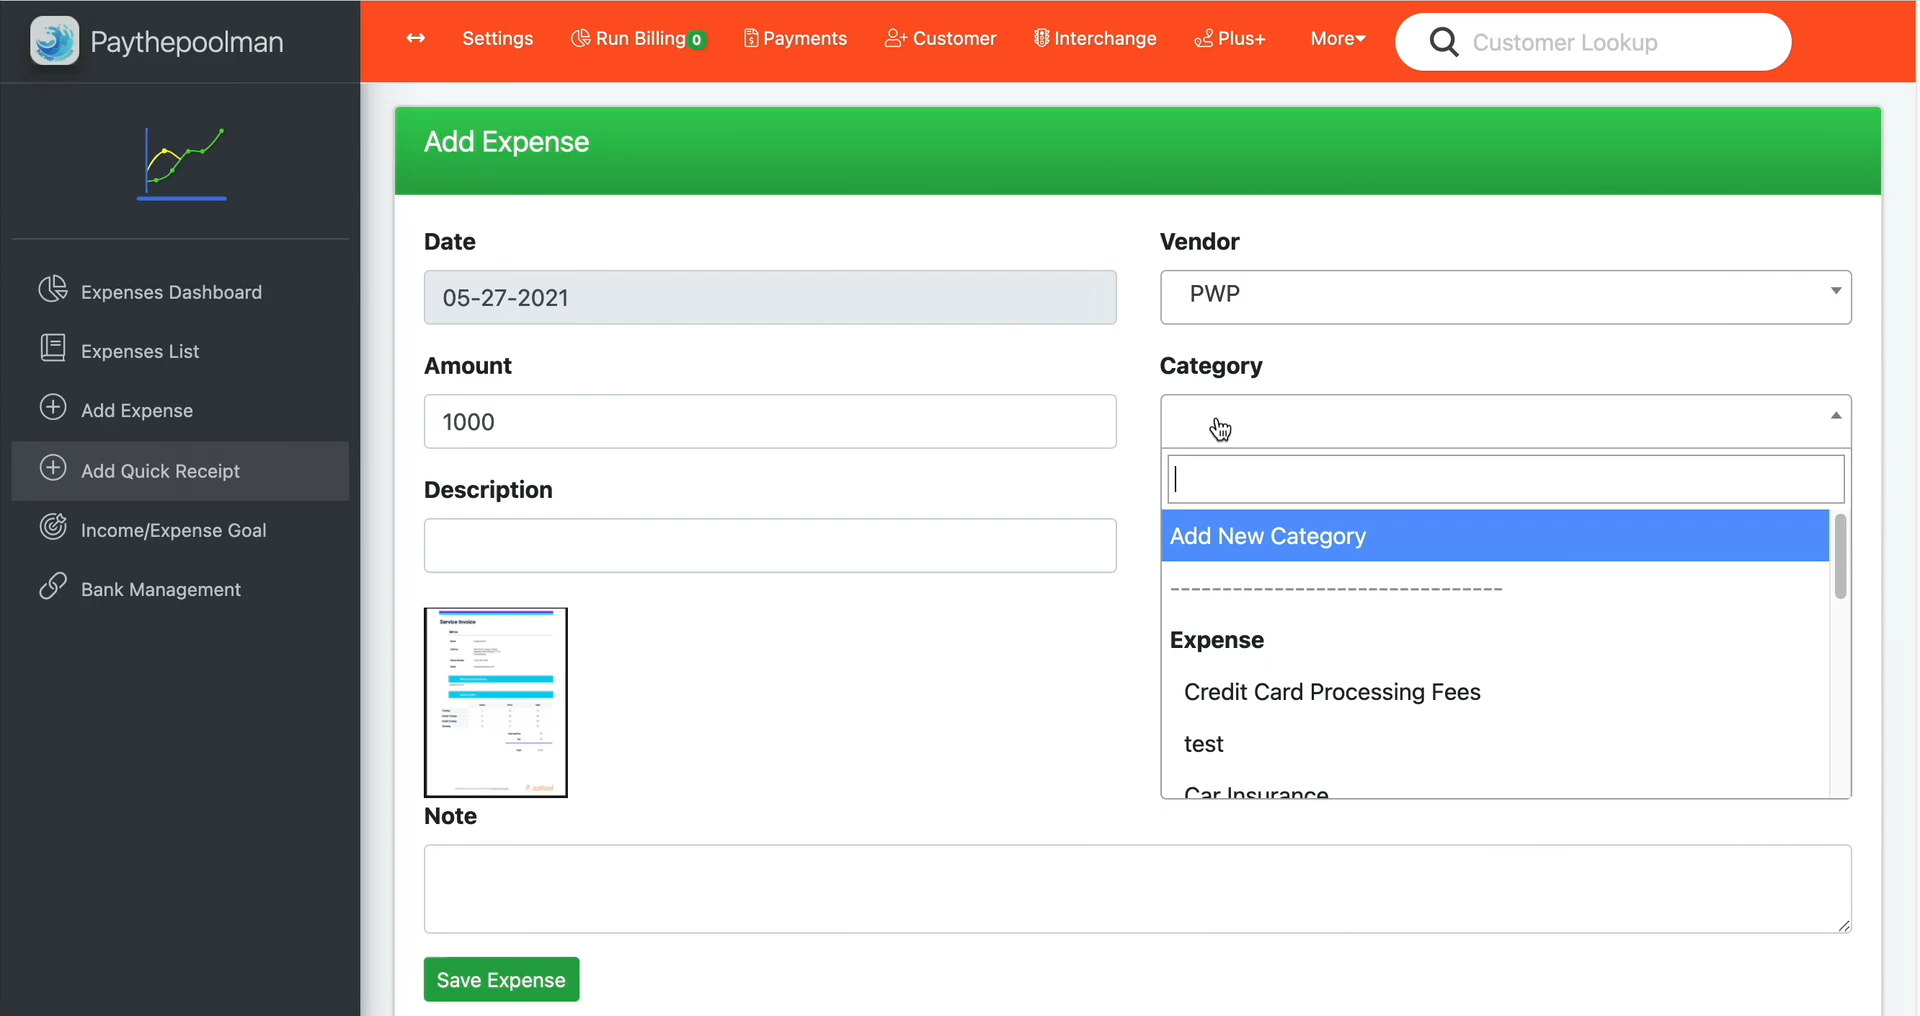 Paythepoolman
Settings
Run Billing 0
Payments
Customer
Interchange
Plus+
More
Customer Lookup
Expenses Dashboard
Expenses List
Add Expense
Add Quick Receipt
Income/Expense Goal
Bank Management
Add Expense
Date
05-27-2021
Vendor
PWP
Amount
1000
Category
Add New Category
--------------------------------
Expense
Credit Card Processing Fees
test
Car Insurance
Description
Service Invoice
Note
Save Expense